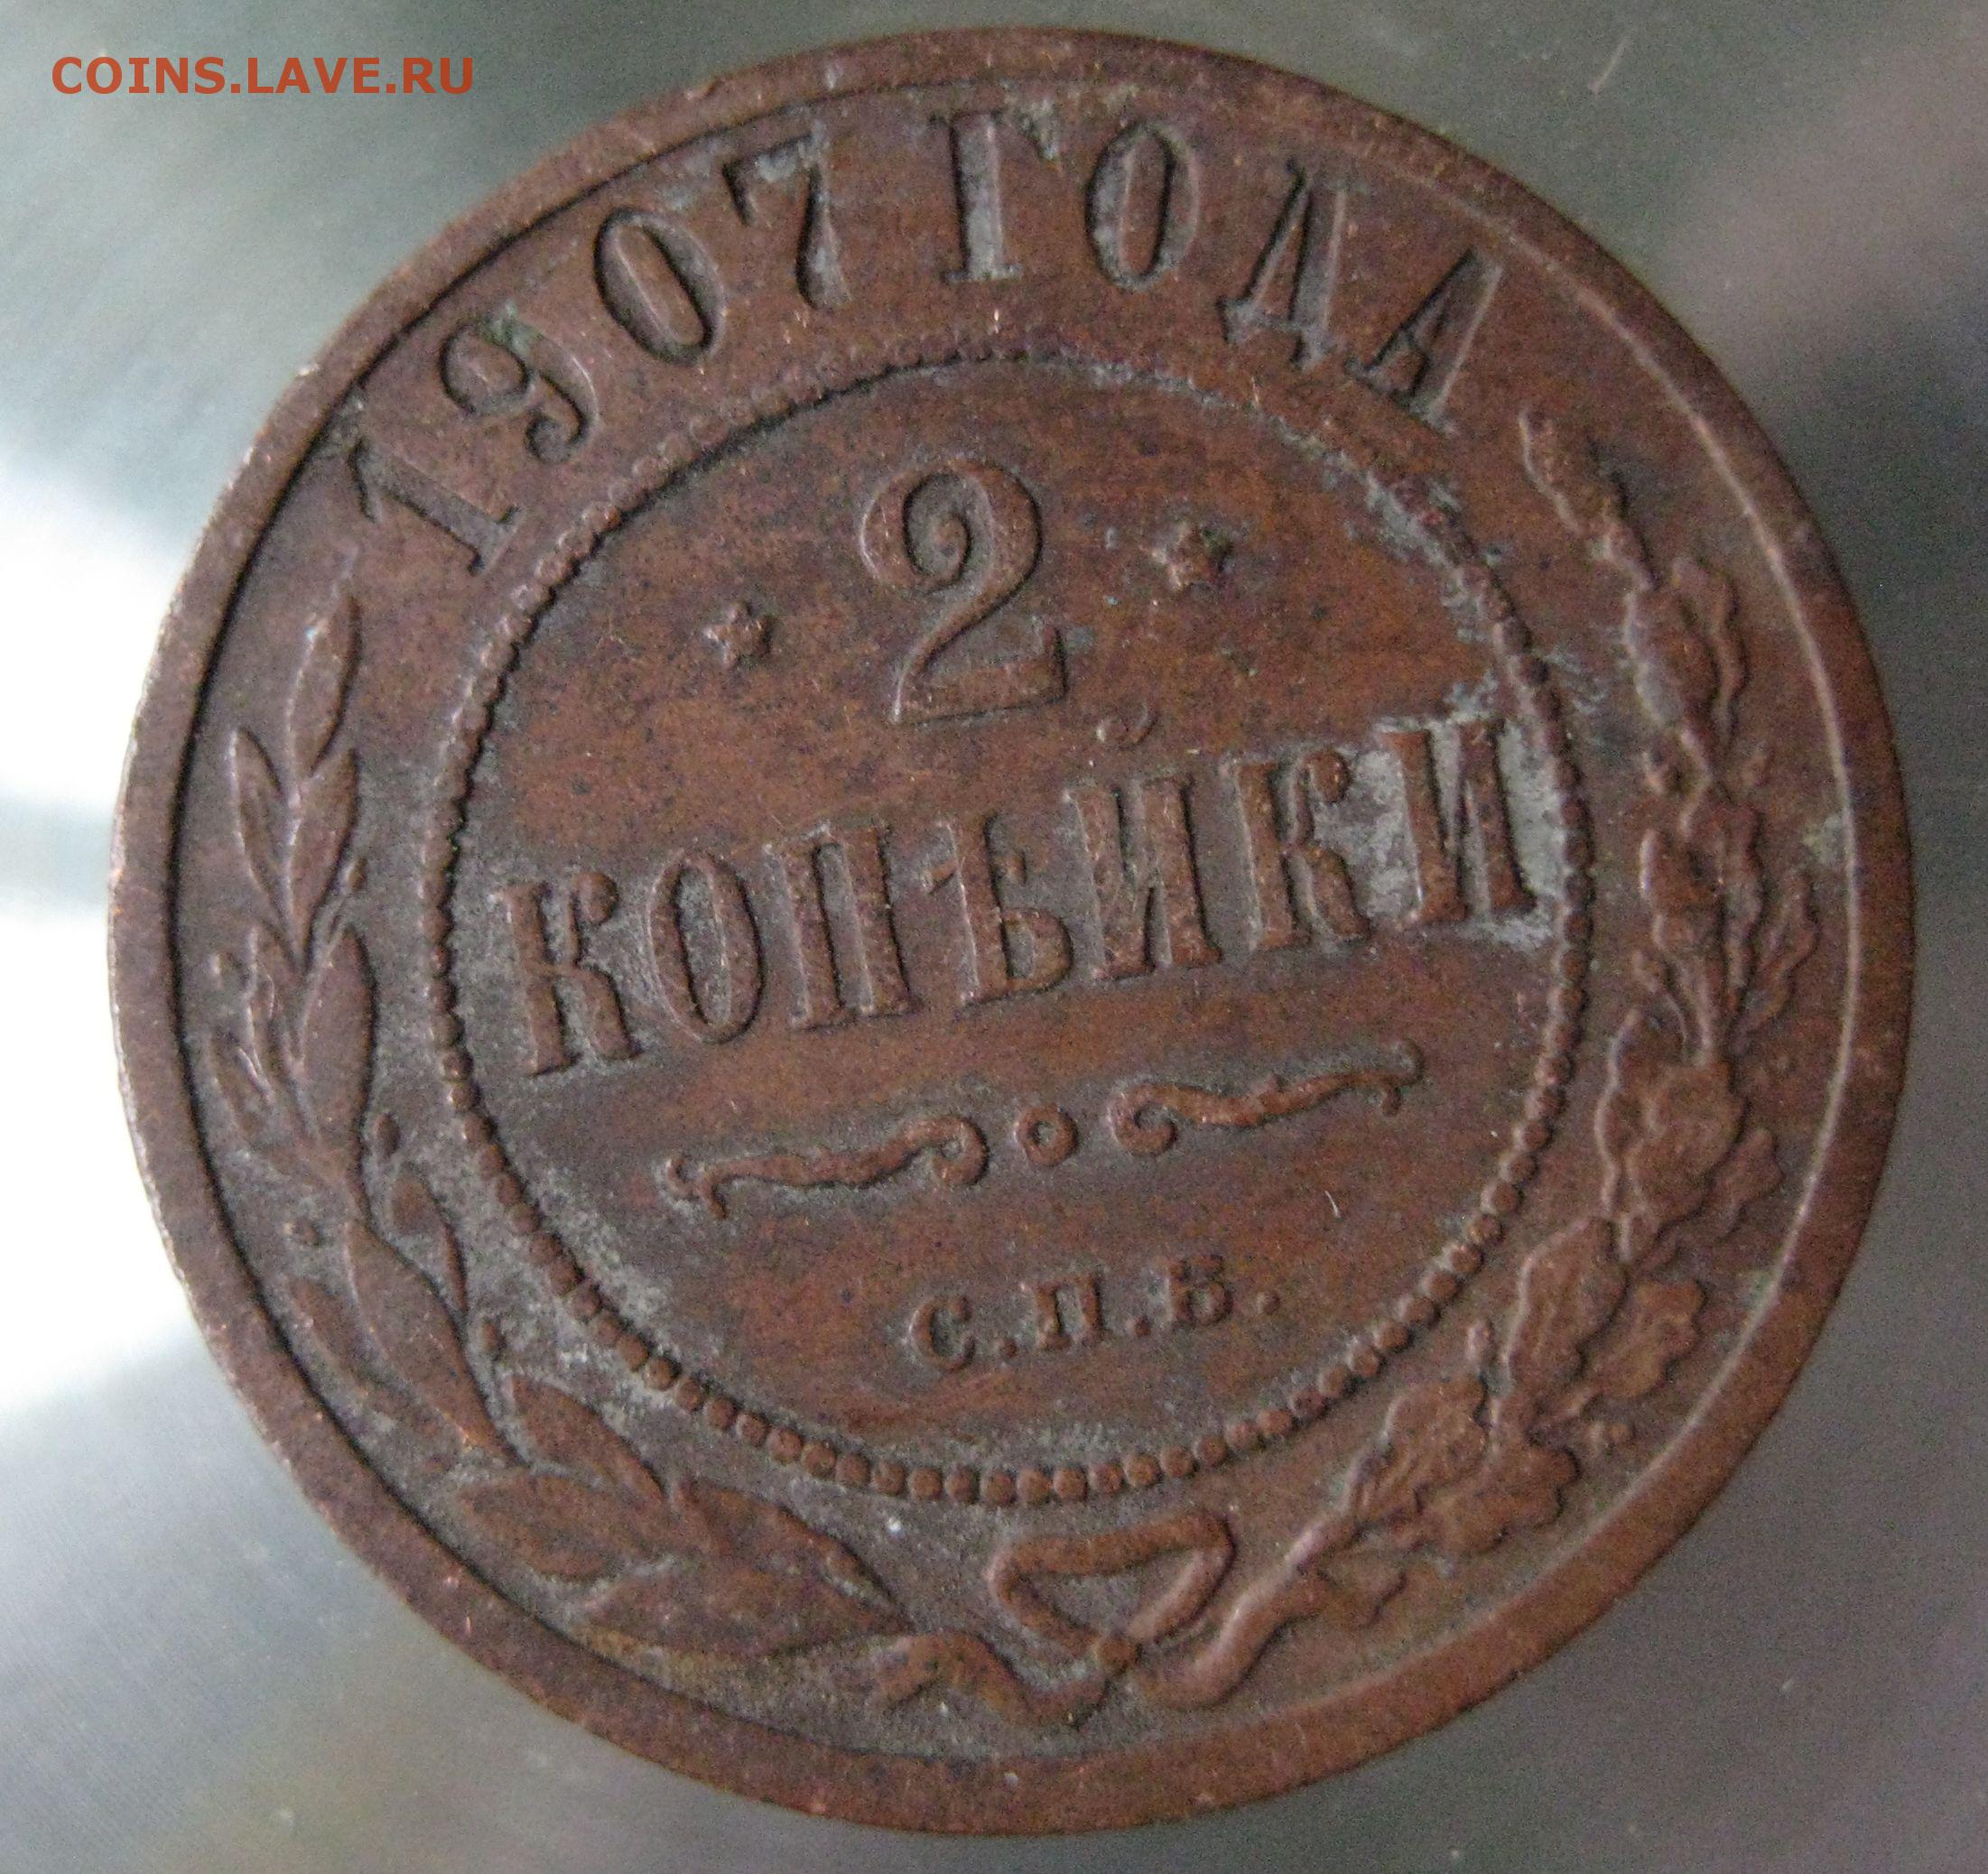 COINS.LAVE.RU
1907 ГОДА
2
КОПѢЙКИ
С.П.Б.